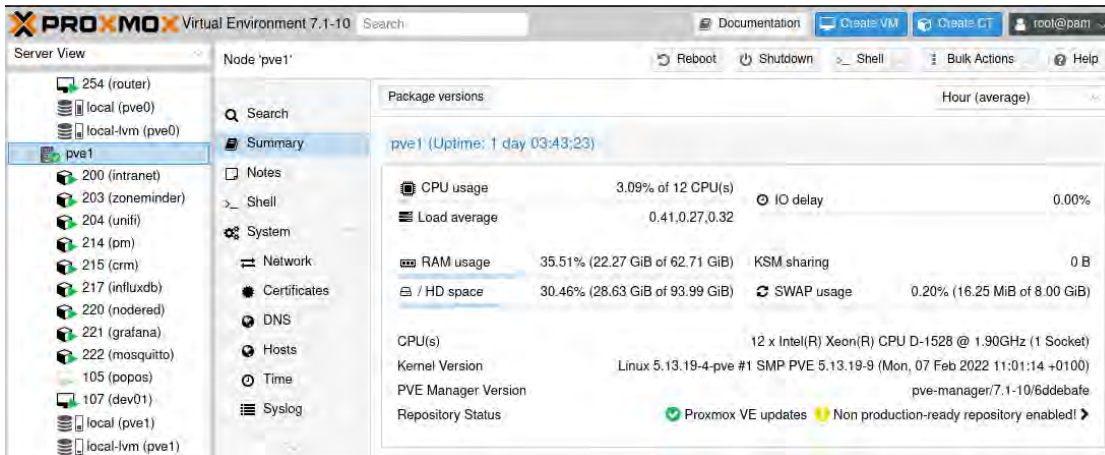 PROXMOX Virtual Environment 7.1-10 Search Documentation Create VM Create CT root@pam
Server View
Node 'pve1' Reboot Shutdown >_ Shell Bulk Actions Help
254 (router)
local (pve0)
local-lvm (pve0)
pve1
200 (intranet)
203 (zoneminder)
204 (unifi)
214 (pm)
215 (crm)
217 (influxdb)
220 (nodered)
221 (grafana)
222 (mosquitto)
105 (popos)
107 (dev01)
local (pve1)
local-lvm (pve1)
Search
Summary
Notes
>_ Shell
System
Network
Certificates
DNS
Hosts
Time
Syslog
Package versions Hour (average)
pve1 (Uptime: 1 day 03:43:23)
CPU usage 3.09% of 12 CPU(s)
Load average 0.41,0.27,0.32
IO delay 0.00%
RAM usage 35.51% (22.27 GiB of 62.71 GiB)
KSM sharing 0 B
/ HD space 30.46% (28.63 GiB of 93.99 GiB)
SWAP usage 0.20% (16.25 MiB of 8.00 GiB)
CPU(s) 12 x Intel(R) Xeon(R) CPU D-1528 @ 1.90GHz (1 Socket)
Kernel Version Linux 5.13.19-4-pve #1 SMP PVE 5.13.19-9 (Mon, 07 Feb 2022 11:01:14 +0100)
PVE Manager Version pve-manager/7.1-10/6ddebafe
Repository Status Proxmox VE updates Non production-ready repository enabled!